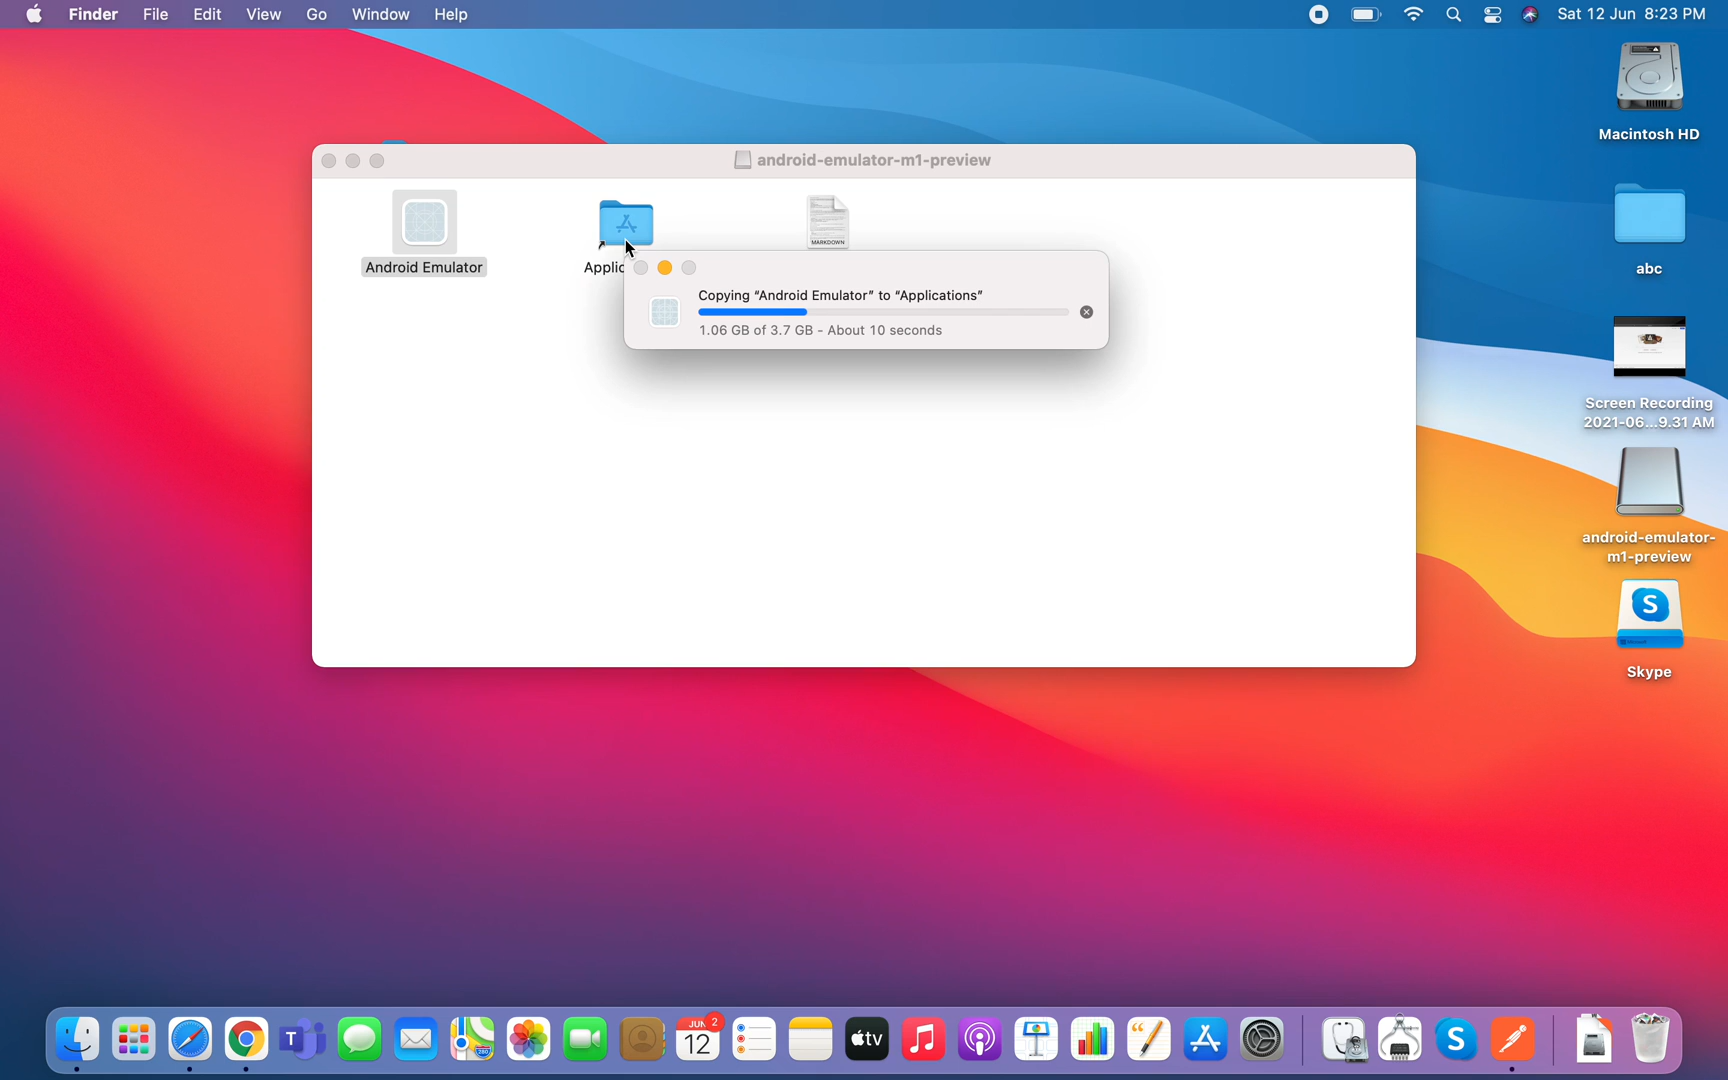 Finder File Edit View Go Window Help
Sat 12 Jun 8:23 PM
Macintosh HD
android-emulator-m1-preview
MARKDOWN
Android Emulator
Applic
Copying “Android Emulator” to “Applications”
1.06 GB of 3.7 GB - About 10 seconds
abc
Screen Recording
2021-06...9.31 AM
android-emulator-
m1-preview
S
Skype
T
JUN 2
12
280
tv
S